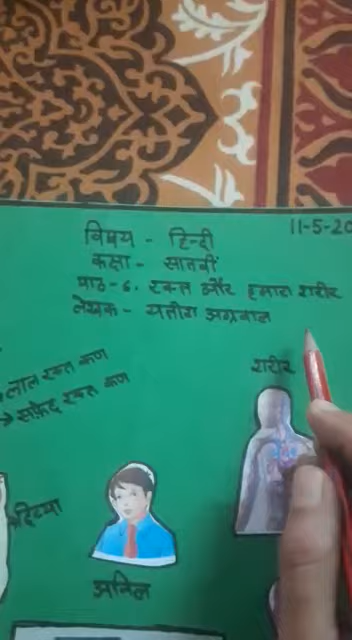 11-5-20
विषय - हिन्दी
कक्षा - सातवीं
पाठ-6. रक्त और हमारा शरीर
लेखक - यतीश अग्रवाल
लाल रक्त कण
→ सफ़ेद रक्त कण
शरीर
अनिल